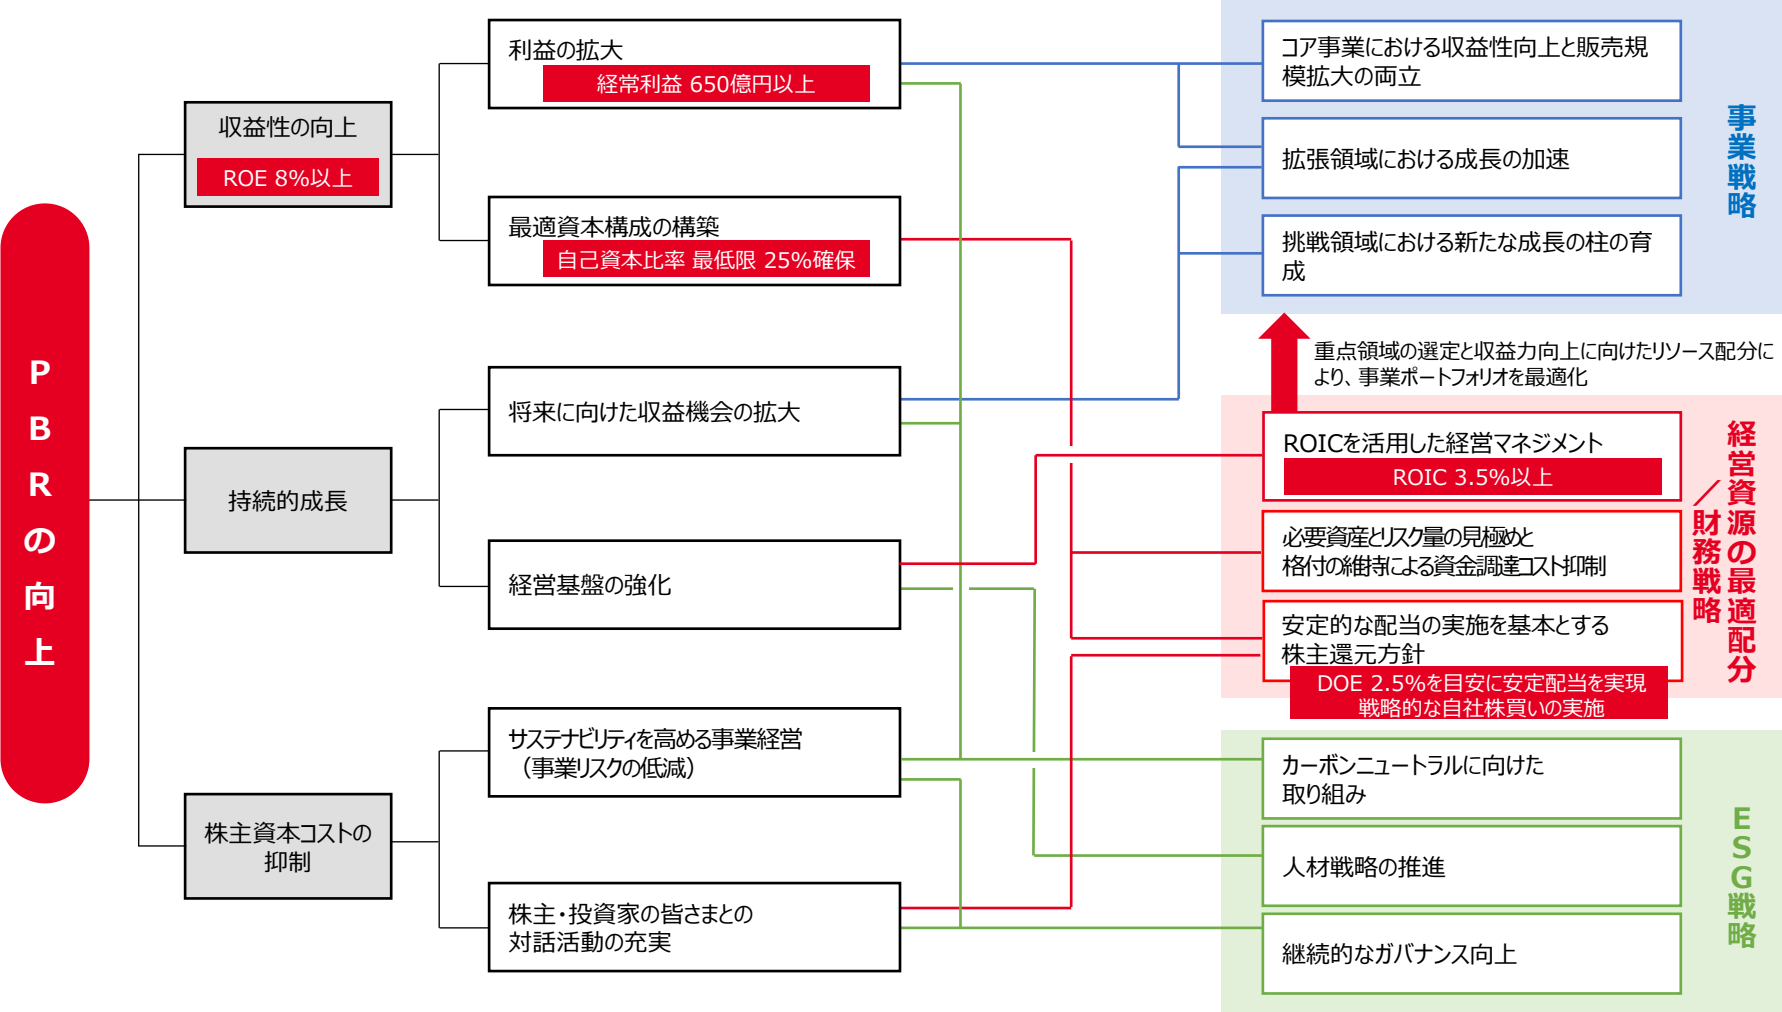 PBRの向上
収益性の向上
ROE 8%以上
持続的成長
株主資本コストの
抑制
利益の拡大
経常利益 650億円以上
最適資本構成の構築
自己資本比率 最低限 25%確保
将来に向けた収益機会の拡大
経営基盤の強化
サステナビリティを高める事業経営
（事業リスクの低減）
株主・投資家の皆さまとの
対話活動の充実
コア事業における収益性向上と販売規
模拡大の両立
拡張領域における成長の加速
挑戦領域における新たな成長の柱の育
成
事業戦略
重点領域の選定と収益力向上に向けたリソース配分に
より、事業ポートフォリオを最適化
ROICを活用した経営マネジメント
ROIC 3.5%以上
必要資産とリスク量の見極めと
格付の維持による資金調達コスト抑制
安定的な配当の実施を基本とする
株主還元方針
DOE 2.5%を目安に安定配当を実現
戦略的な自社株買いの実施
経営資源の最適配分
／財務戦略
カーボンニュートラルに向けた
取り組み
人材戦略の推進
継続的なガバナンス向上
ESG戦略